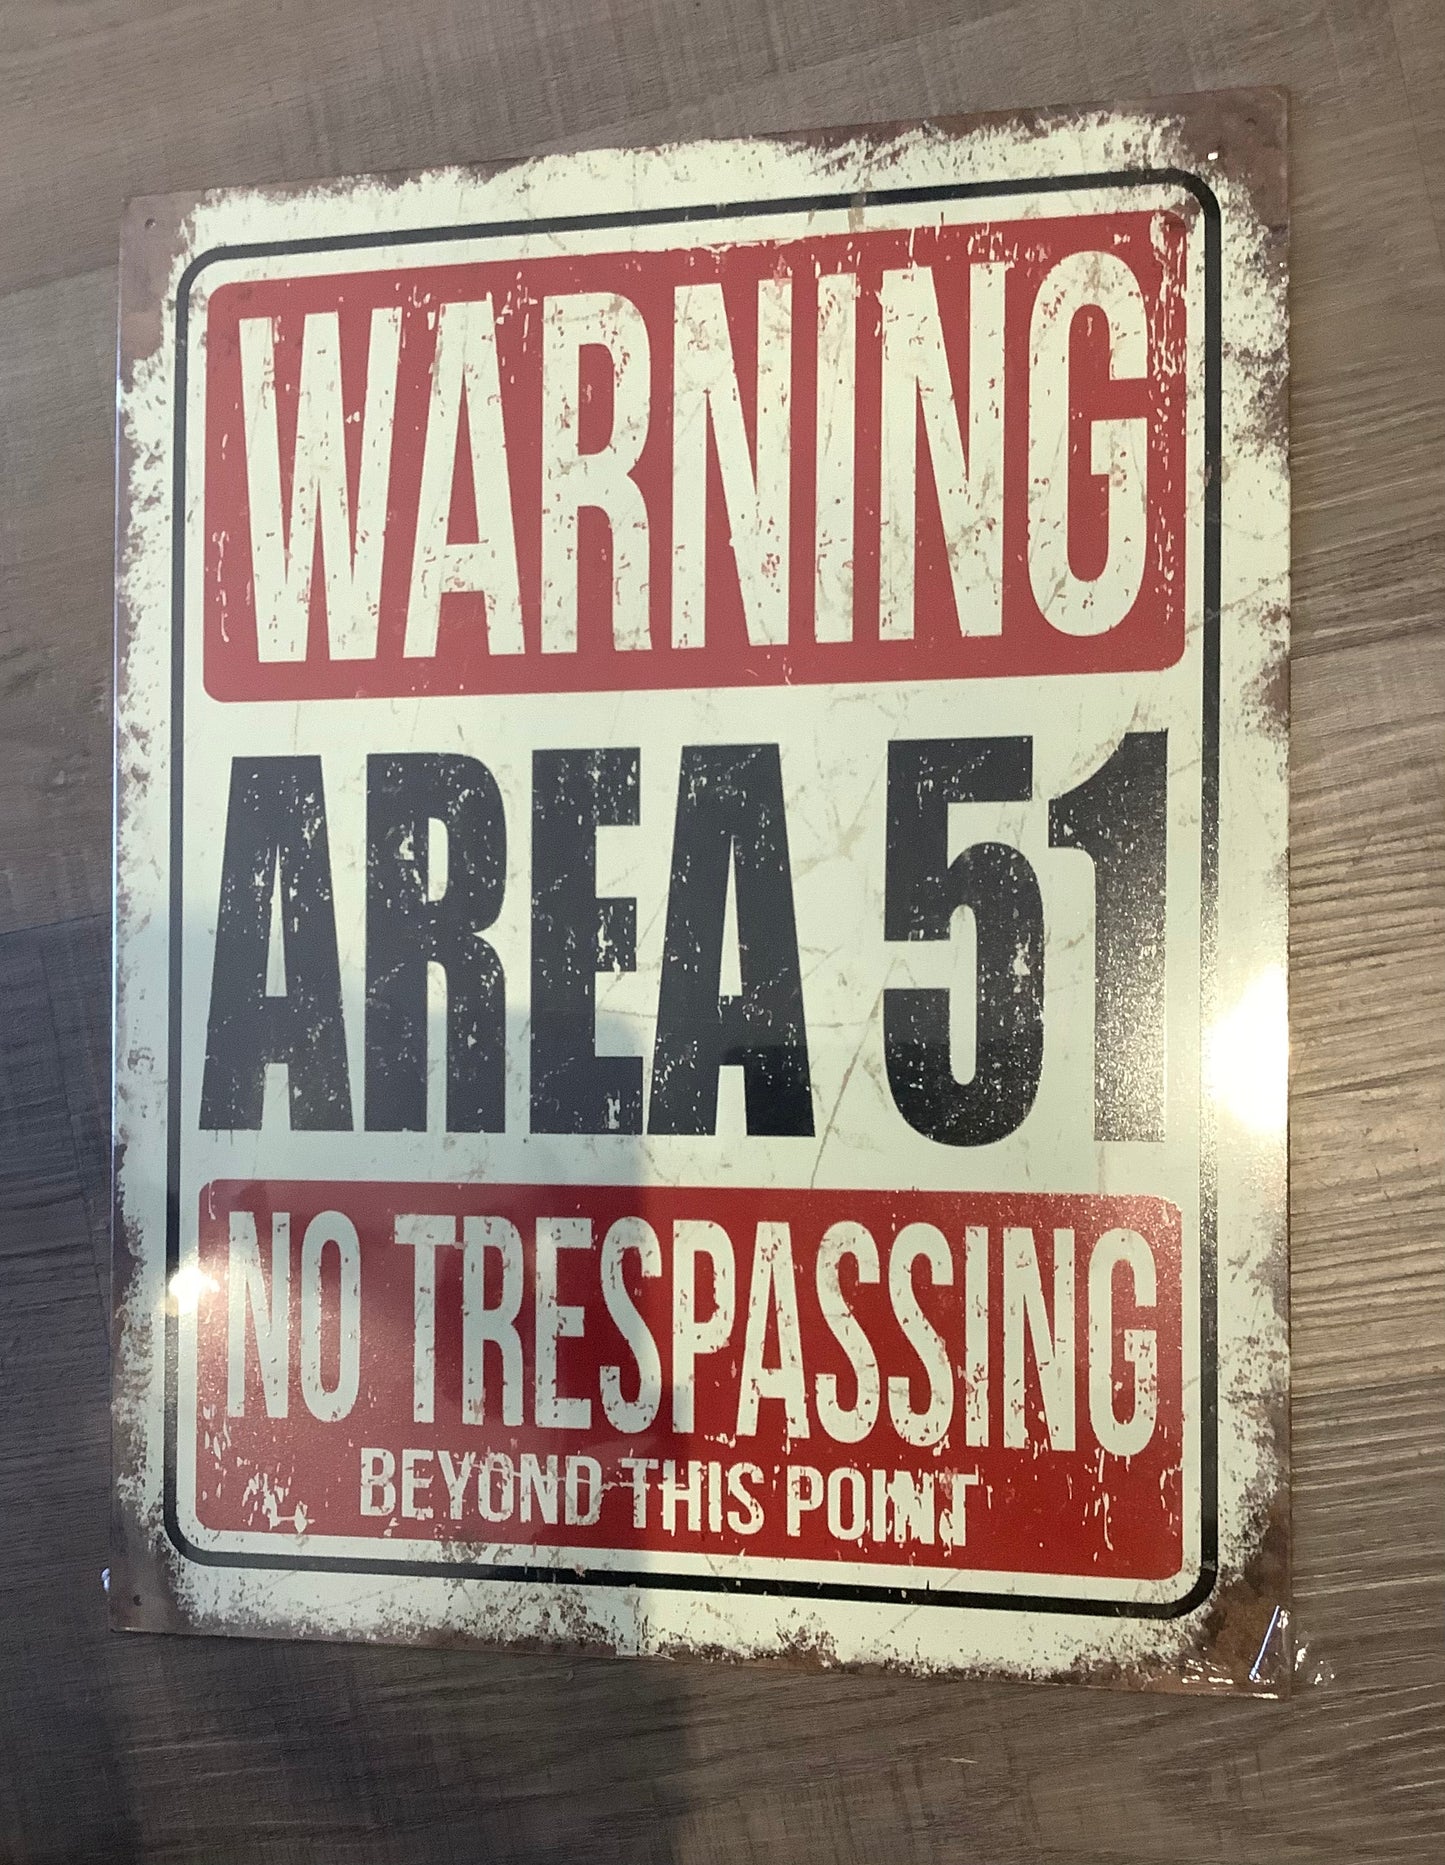 WARNING
AREA 51
NO TRESPASSING
BEYOND THIS POINT